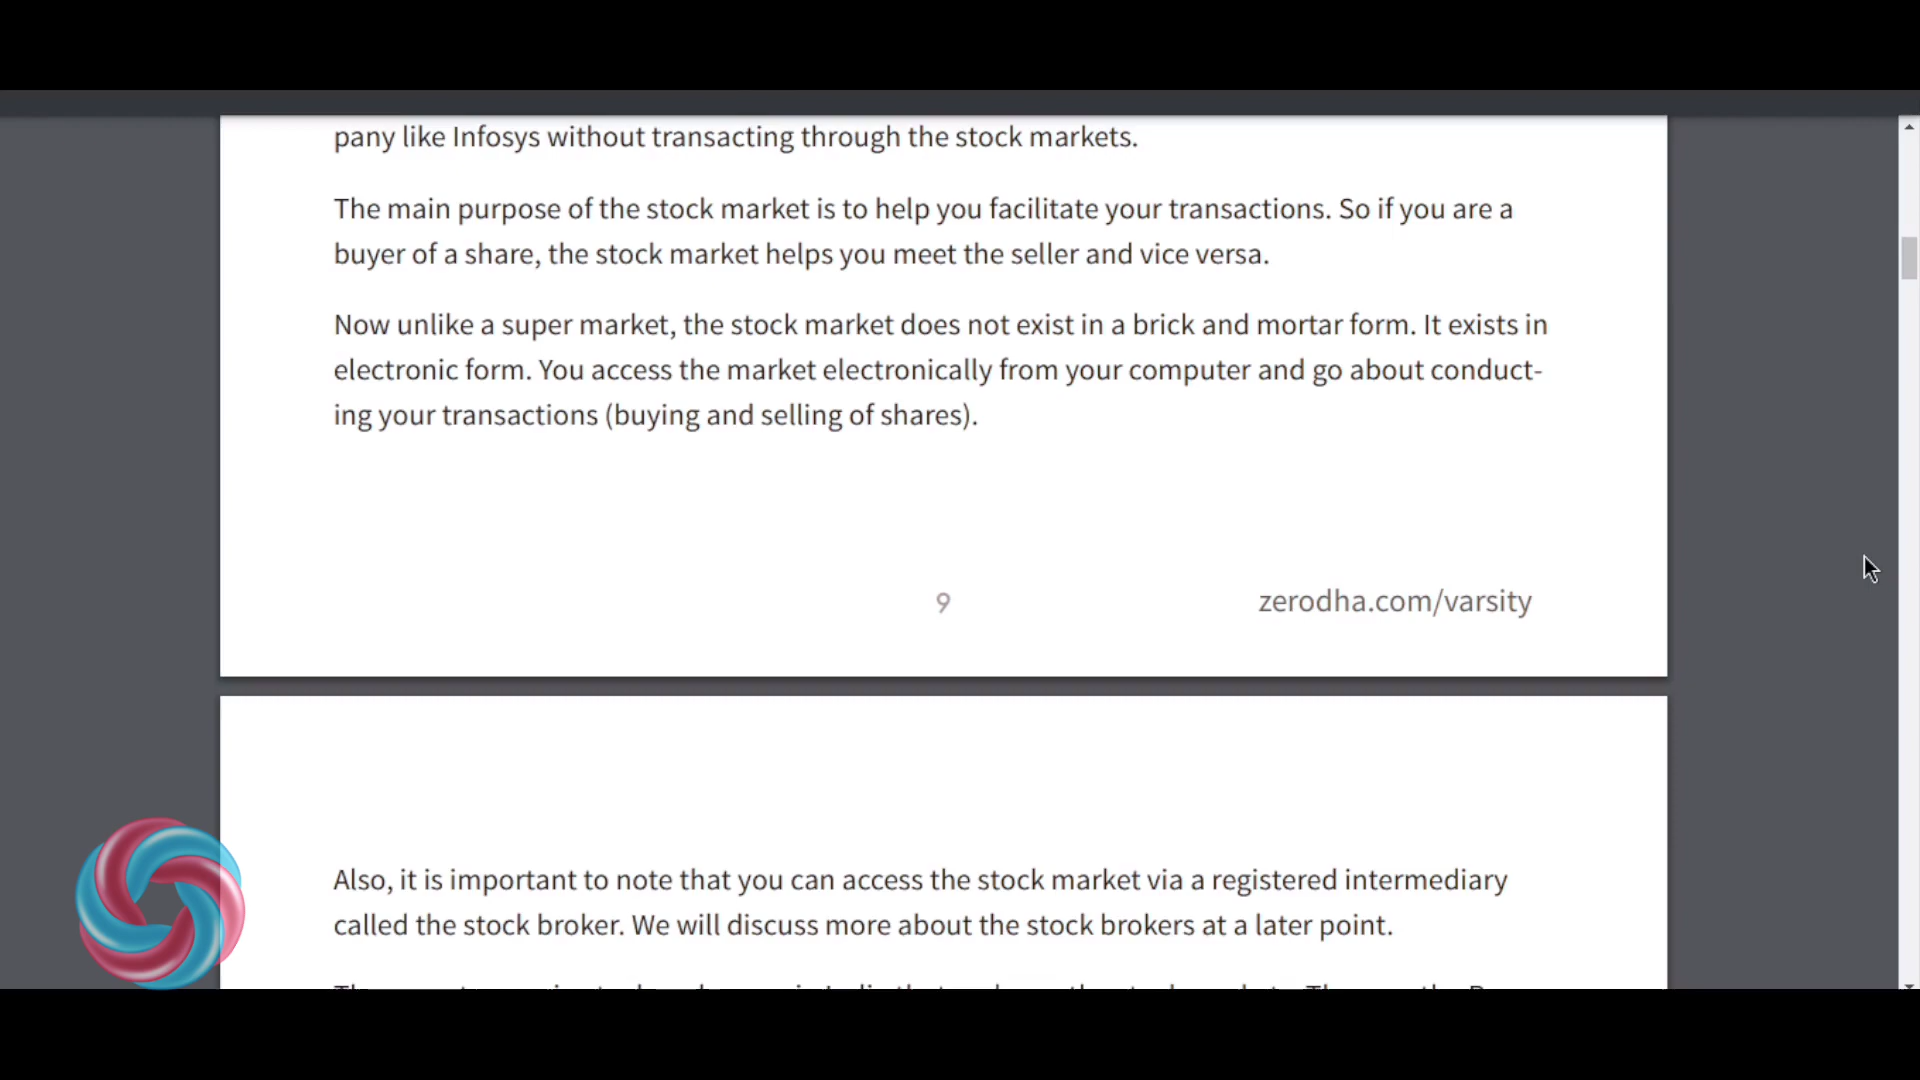 pany like Infosys without transacting through the stock markets.
The main purpose of the stock market is to help you facilitate your transactions. So if you are a
buyer of a share, the stock market helps you meet the seller and vice versa.
Now unlike a super market, the stock market does not exist in a brick and mortar form. It exists in
electronic form. You access the market electronically from your computer and go about conduct-
ing your transactions (buying and selling of shares).
9
zerodha.com/varsity
Also, it is important to note that you can access the stock market via a registered intermediary
called the stock broker. We will discuss more about the stock brokers at a later point.